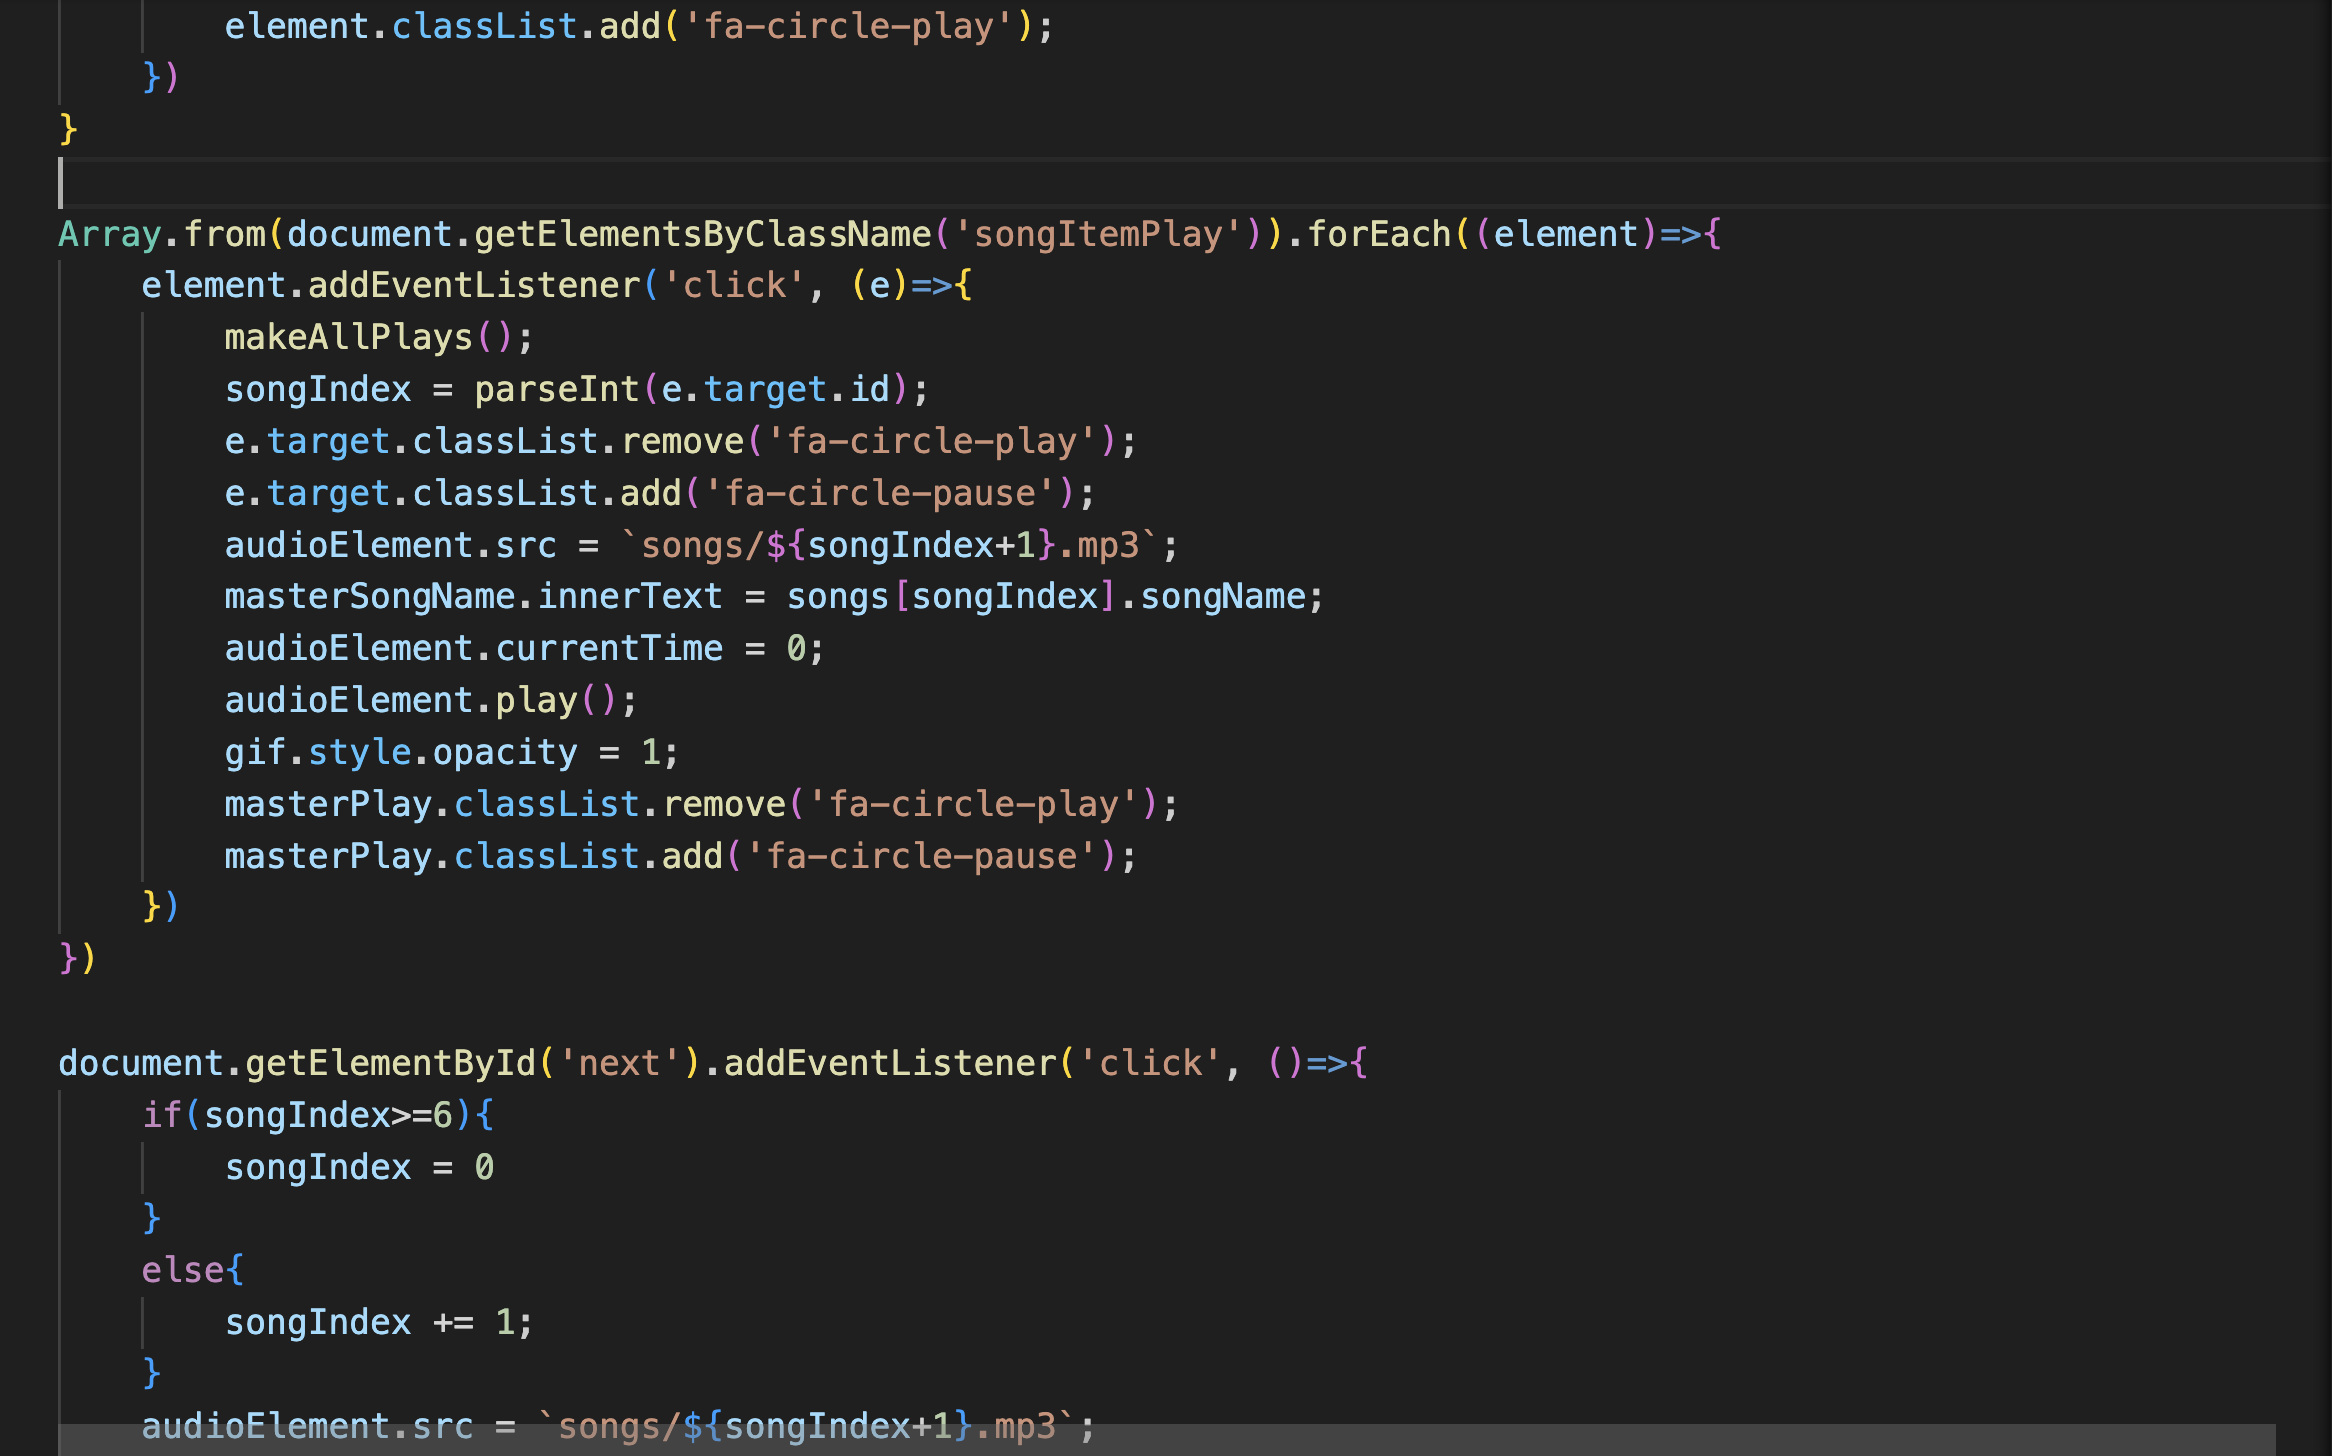 element.classList.add('fa-circle-play');
})
}
Array.from(document.getElementsByClassName('songItemPlay')).forEach((element)=>{
element.addEventListener('click', (e)=>{
makeAllPlays();
songIndex = parseInt(e.target.id);
e.target.classList.remove('fa-circle-play');
e.target.classList.add('fa-circle-pause');
audioElement.src = `songs/${songIndex+1}.mp3`;
masterSongName.innerText = songs[songIndex].songName;
audioElement.currentTime = 0;
audioElement.play();
gif.style.opacity = 1;
masterPlay.classList.remove('fa-circle-play');
masterPlay.classList.add('fa-circle-pause');
})
})
document.getElementById('next').addEventListener('click', ()=>{
if(songIndex>=6){
songIndex = 0
}
else{
songIndex += 1;
}
audioElement.src = `songs/${songIndex+1}.mp3`;